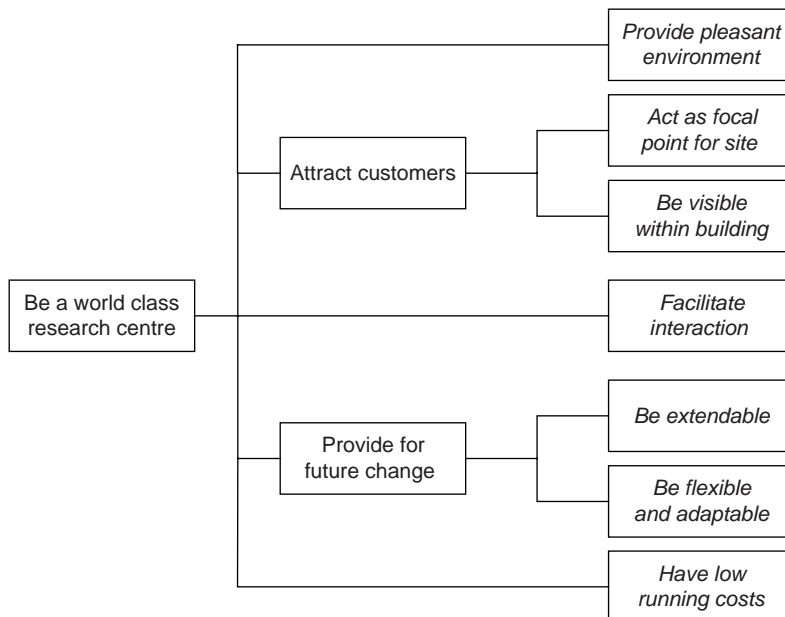 Provide pleasant
environment
Act as focal
point for site
Attract customers
Be visible
within building
Be a world class
research centre
Facilitate
interaction
Be extendable
Provide for
future change
Be flexible
and adaptable
Have low
running costs